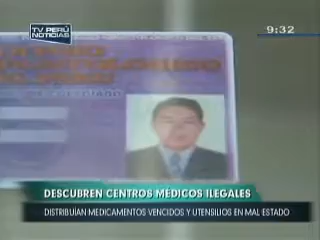 TV PERÚ
NOTICIAS
9:32
DESCUBREN CENTROS MÉDICOS ILEGALES
DISTRIBUÍAN MEDICAMENTOS VENCIDOS Y UTENSILIOS EN MAL ESTADO